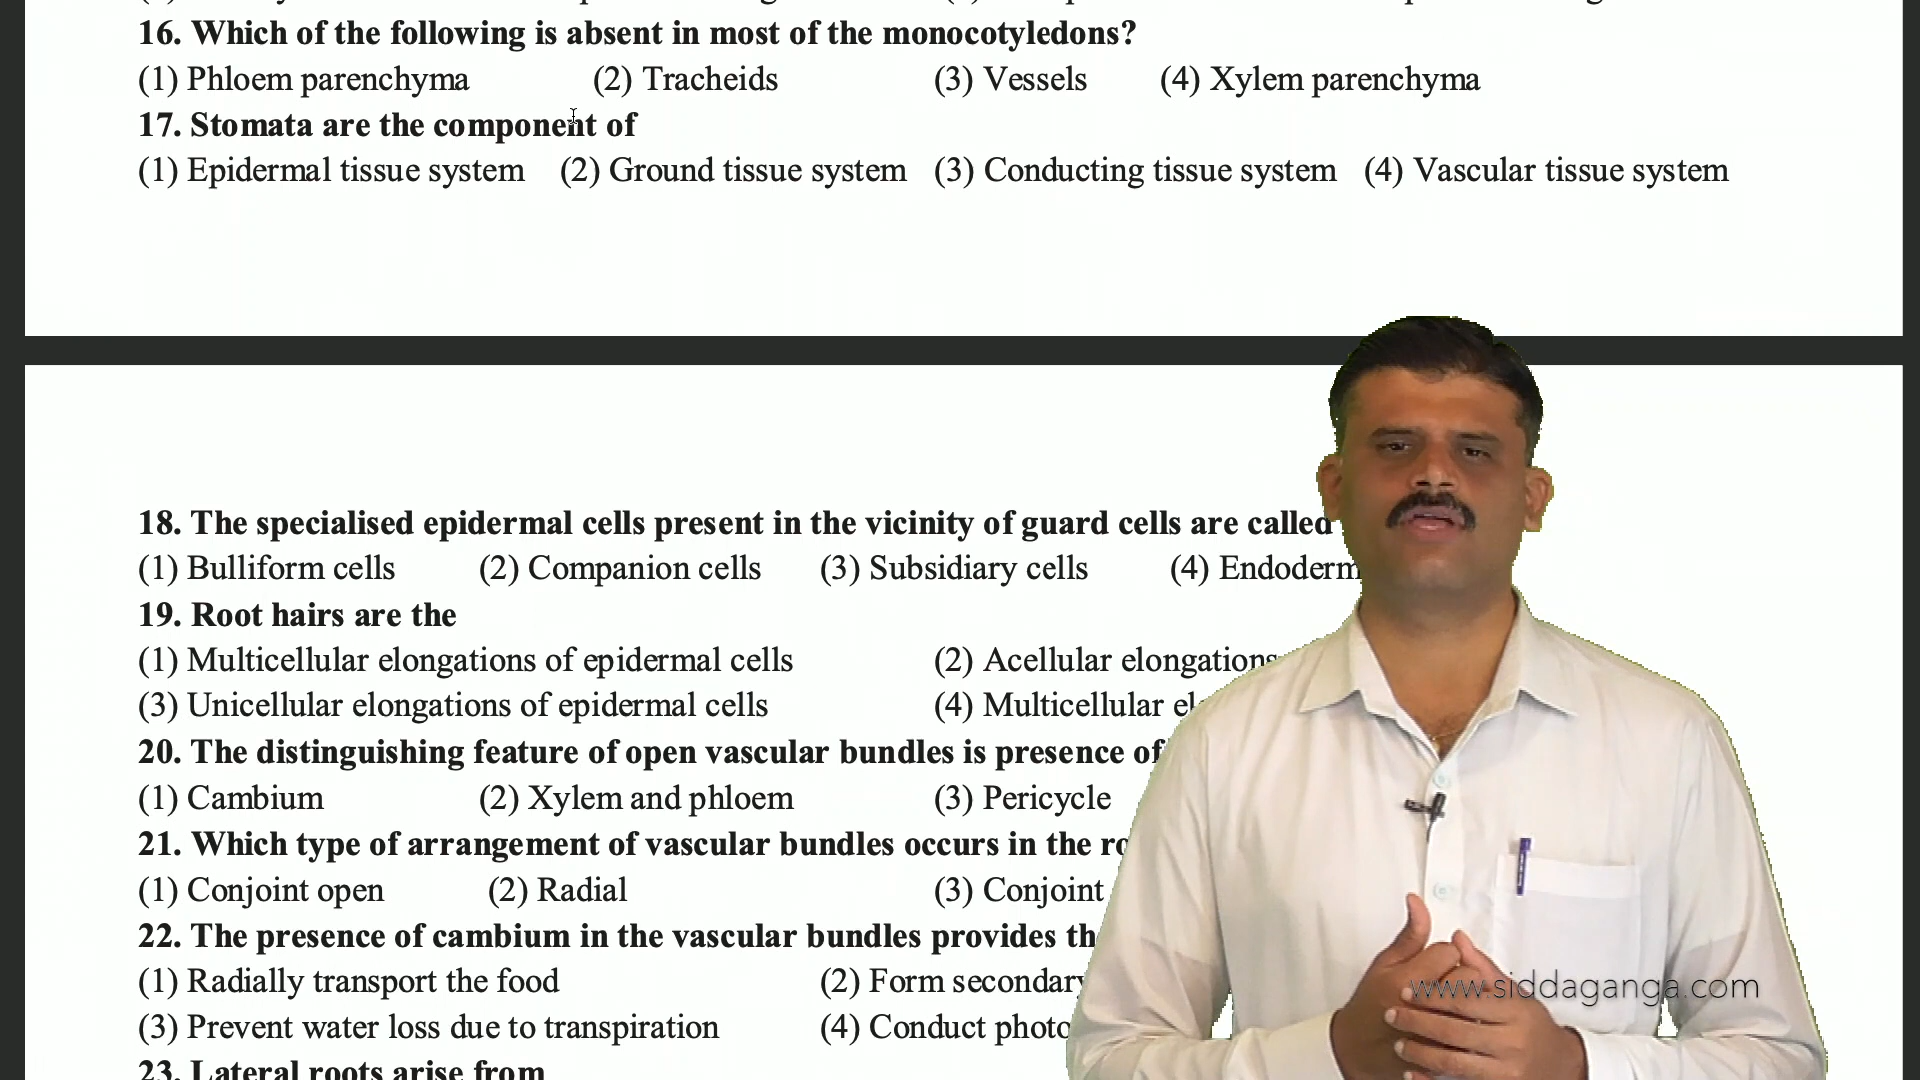 16. Which of the following is absent in most of the monocotyledons?
(1) Phloem parenchyma (2) Tracheids (3) Vessels (4) Xylem parenchyma
17. Stomata are the component of
(1) Epidermal tissue system (2) Ground tissue system (3) Conducting tissue system (4) Vascular tissue system
18. The specialised epidermal cells present in the vicinity of guard cells are called
(1) Bulliform cells (2) Companion cells (3) Subsidiary cells (4) Endoderm
19. Root hairs are the
(1) Multicellular elongations of epidermal cells (2) Acellular elongations
(3) Unicellular elongations of epidermal cells (4) Multicellular
20. The distinguishing feature of open vascular bundles is presence of
(1) Cambium (2) Xylem and phloem (3) Pericycle
21. Which type of arrangement of vascular bundles occurs in the
(1) Conjoint open (2) Radial (3) Conjoint
22. The presence of cambium in the vascular bundles provides
(1) Radially transport the food (2) Form secondary
(3) Prevent water loss due to transpiration (4) Conduct
23. Lateral roots arise from
www.siddaganga.com